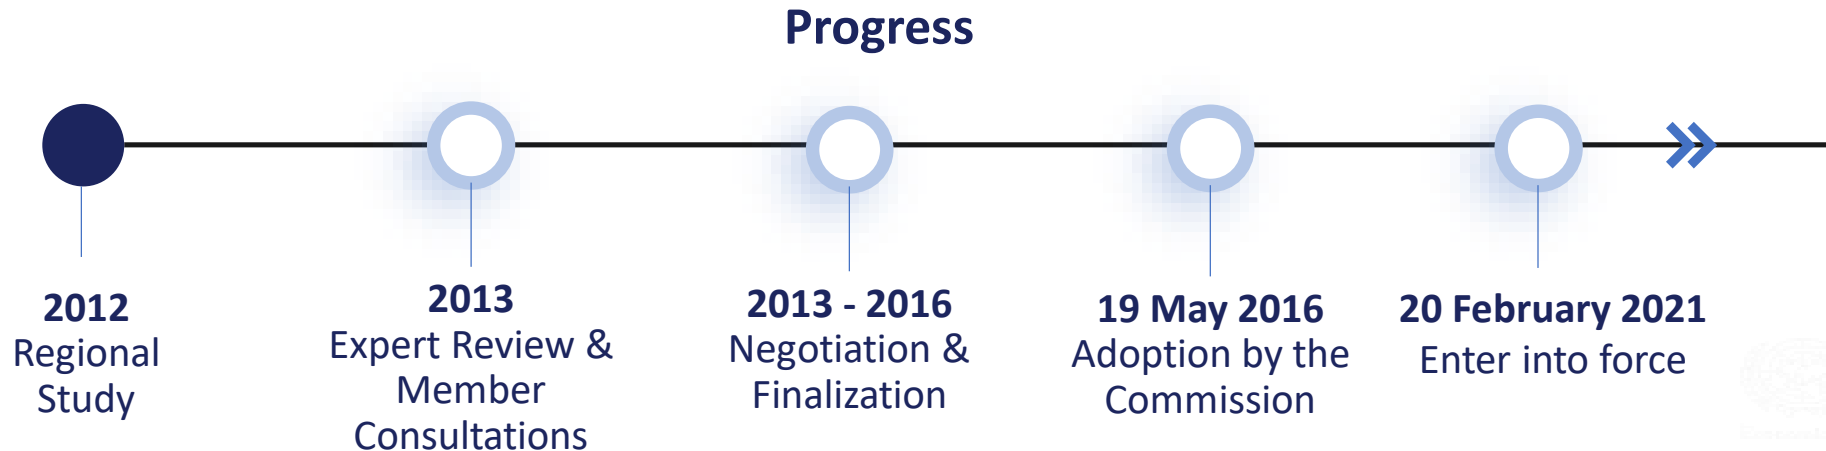 Progress
2012
Regional
Study
2013
Expert Review &
Member
Consultations
2013 - 2016
Negotiation &
Finalization
19 May 2016
Adoption by the
Commission
20 February 2021
Enter into force